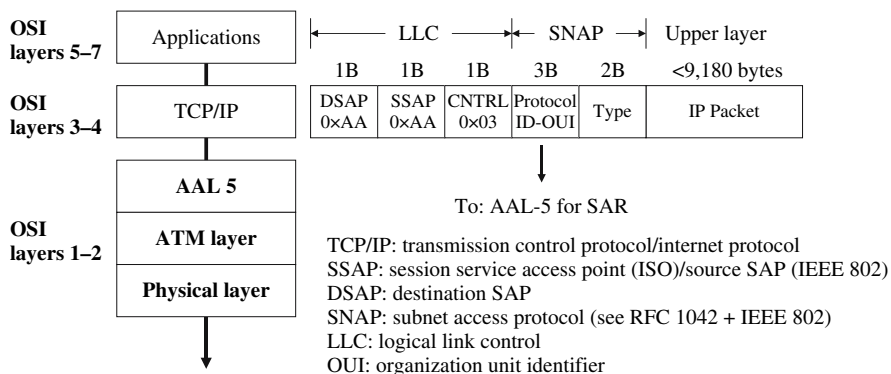 OSI
layers 5–7
Applications
LLC
SNAP
Upper layer
1B 1B 1B 3B 2B <9,180 bytes
OSI
layers 3–4
TCP/IP
DSAP SSAP CNTRL Protocol Type IP Packet
0×AA 0×AA 0×03 ID-OUI
AAL 5
To: AAL-5 for SAR
OSI
layers 1–2
ATM layer
Physical layer
TCP/IP: transmission control protocol/internet protocol
SSAP: session service access point (ISO)/source SAP (IEEE 802)
DSAP: destination SAP
SNAP: subnet access protocol (see RFC 1042 + IEEE 802)
LLC: logical link control
OUI: organization unit identifier